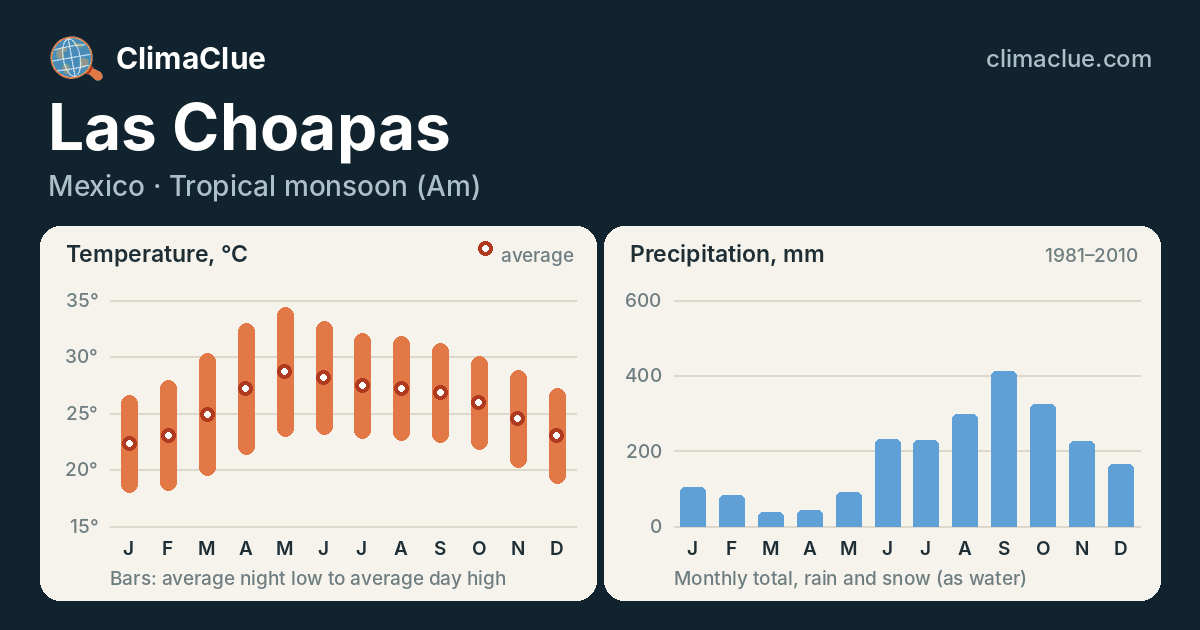 ClimaClue
climaclue.com
Las Choapas
Mexico · Tropical monsoon (Am)
Temperature, °C
average
35°
30°
25°
20°
15°
J F M A M J J A S O N D
Bars: average night low to average day high
Precipitation, mm
1981–2010
600
400
200
0
J F M A M J J A S O N D
Monthly total, rain and snow (as water)